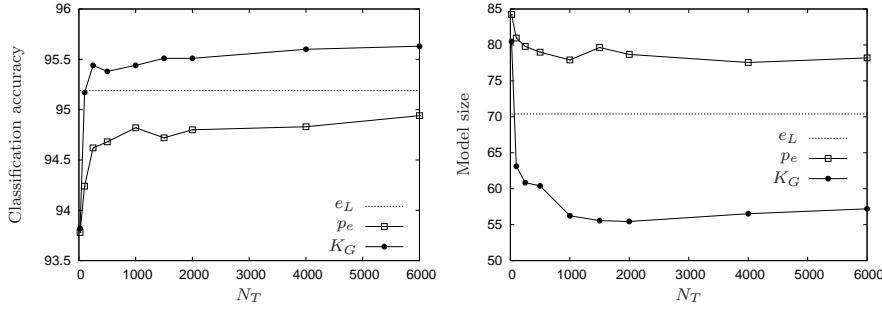 Classification accuracy
96
95.5
95
94.5
94
93.5
e_L
p_e
K_G
0 1000 2000 3000 4000 5000 6000
N_T
Model size
85
80
75
70
65
60
55
50
e_L
p_e
K_G
0 1000 2000 3000 4000 5000 6000
N_T